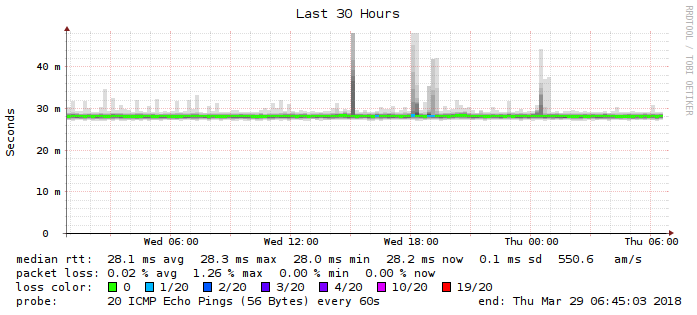 Last 30 Hours
RRDTOOL / TOBI OETIKER
Seconds
40 m
30 m
20 m
10 m
0
Wed 06:00 Wed 12:00 Wed 18:00 Thu 00:00 Thu 06:00
median rtt: 28.1 ms avg 28.3 ms max 28.0 ms min 28.2 ms now 0.1 ms sd 550.6 am/s
packet loss: 0.02 % avg 1.26 % max 0.00 % min 0.00 % now
loss color: 0 1/20 2/20 3/20 4/20 10/20 19/20
probe: 20 ICMP Echo Pings (56 Bytes) every 60s end: Thu Mar 29 06:45:03 2018